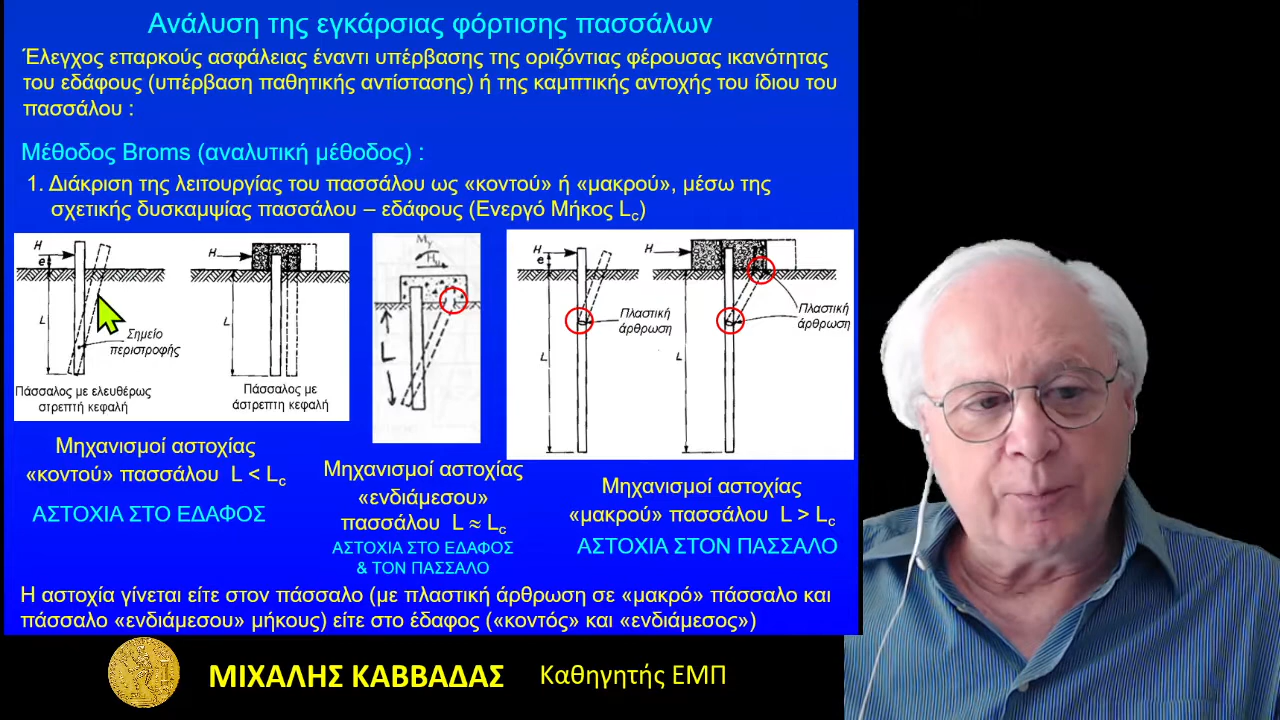 Ανάλυση της εγκάρσιας φόρτισης πασσάλων
Έλεγχος επαρκούς ασφάλειας έναντι υπέρβασης της οριζόντιας φέρουσας ικανότητας
του εδάφους (υπέρβαση παθητικής αντίστασης) ή της καμπτικής αντοχής του ίδιου του
πασσάλου :
Μέθοδος Broms (αναλυτική μέθοδος) :
1. Διάκριση της λειτουργίας του πασσάλου ως «κοντού» ή «μακρού», μέσω της
σχετικής δυσκαμψίας πασσάλου – εδάφους (Ενεργό Μήκος Lc)
H
e
L
Σημείο
περιστροφής
Πάσσαλος με ελευθέρως
στρεπτή κεφαλή
H
L
Πάσσαλος με
άστρεπτη κεφαλή
Μηχανισμοί αστοχίας
«κοντού» πασσάλου L < Lc
ΑΣΤΟΧΙΑ ΣΤΟ ΕΔΑΦΟΣ
My
Hu
L
Μηχανισμοί αστοχίας
«ενδιάμεσου»
πασσάλου L ≈ Lc
ΑΣΤΟΧΙΑ ΣΤΟ ΕΔΑΦΟΣ
& ΤΟΝ ΠΑΣΣΑΛΟ
H
e
L
Πλαστική
άρθρωση
H
L
Πλαστική
άρθρωση
Μηχανισμοί αστοχίας
«μακρού» πασσάλου L > Lc
ΑΣΤΟΧΙΑ ΣΤΟΝ ΠΑΣΣΑΛΟ
Η αστοχία γίνεται είτε στον πάσσαλο (με πλαστική άρθρωση σε «μακρό» πάσσαλο και
πάσσαλο «ενδιάμεσου» μήκους) είτε στο έδαφος («κοντός» και «ενδιάμεσος»)
ΜΙΧΑΛΗΣ ΚΑΒΒΑΔΑΣ
Καθηγητής ΕΜΠ